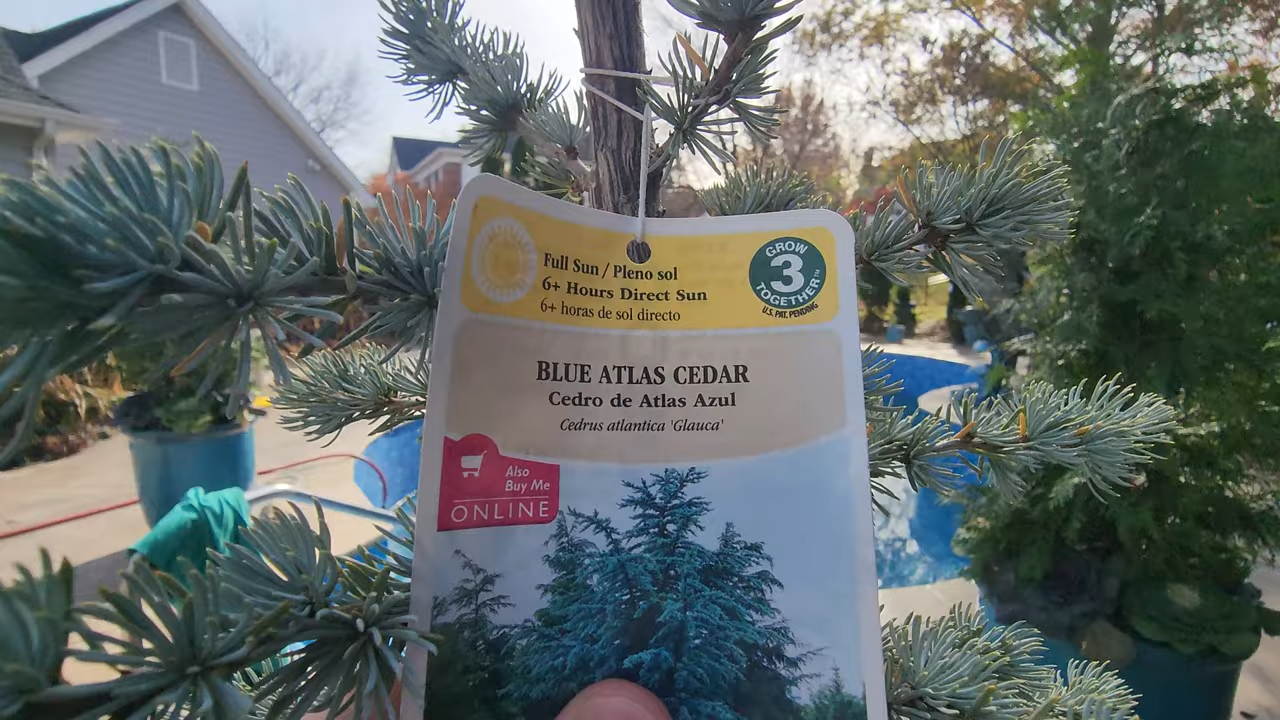 Full Sun / Pleno sol
6+ Hours Direct Sun
6+ horas de sol directo
GROW
3
TOGETHER™
U.S. PAT. PENDING
BLUE ATLAS CEDAR
Cedro de Atlas Azul
Cedrus atlantica 'Glauca'
Also
Buy Me
ONLINE